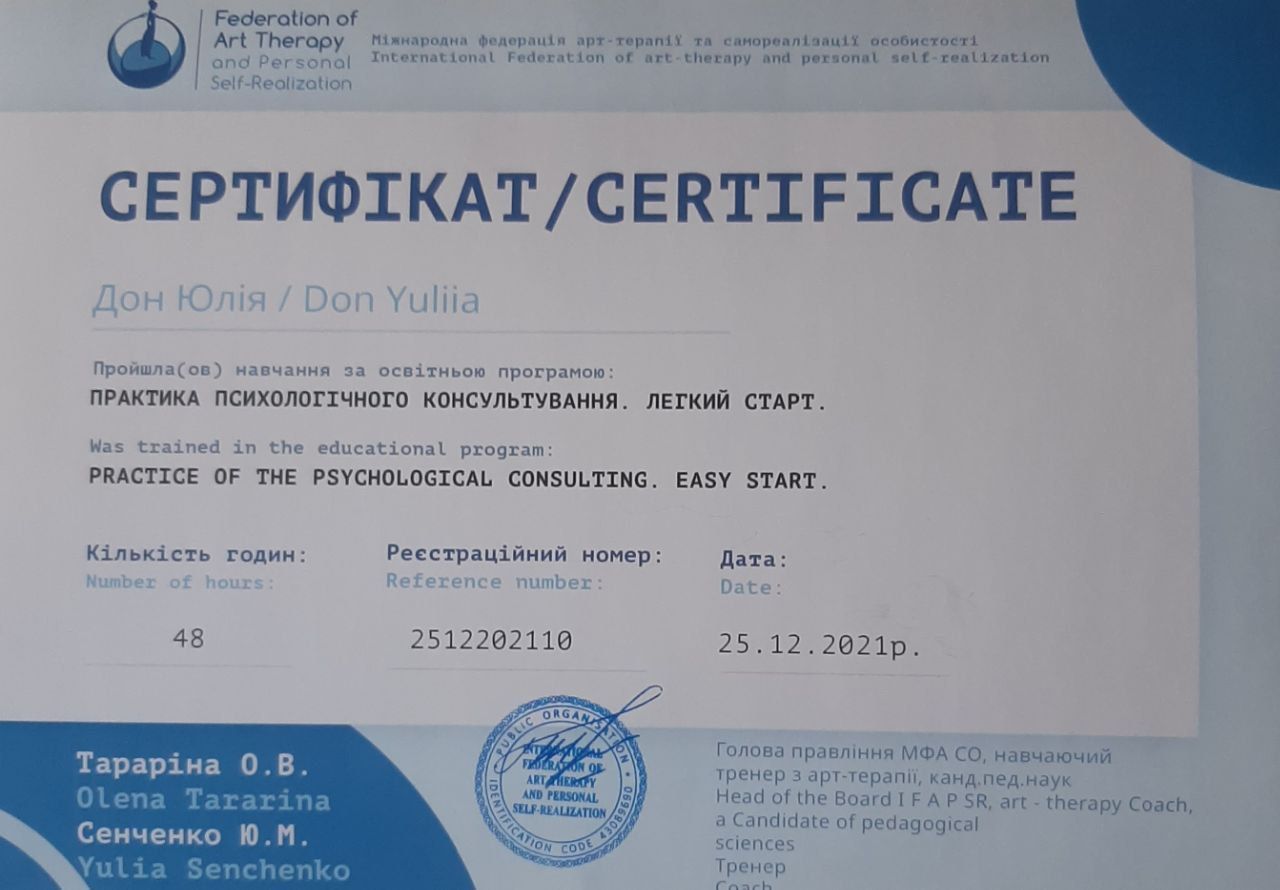 Federation of
Art Therapy
and Personal
Self-Realization
Міжнародна федерація арт-терапії та самореалізації особистості
International Federation of art-therapy and personal self-realization
СЕРТИФІКАТ/CERTIFICATE
Дон Юлія / Don Yuliia
Пройшла(ов) навчання за освітньою програмою:
ПРАКТИКА ПСИХОЛОГІЧНОГО КОНСУЛЬТУВАННЯ. ЛЕГКИЙ СТАРТ.
Was trained in the educational program:
PRACTICE OF THE PSYCHOLOGICAL CONSULTING. EASY START.
Кількість годин:
Number of hours:
48
Реєстраційний номер:
Reference number:
2512202110
Дата:
Date:
25.12.2021р.
Тараріна О.В.
Olena Tararina
Сенченко Ю.М.
Yulia Senchenko
PUBLIC ORGANISATION
INTERNATIONAL
FEDERATION OF
ART THERAPY
AND PERSONAL
SELF-REALIZATION
IDENTIFICATION CODE 43089690
Голова правління МФА СО, навчаючий
тренер з арт-терапії, канд.пед.наук
Head of the Board I F A P SR, art - therapy Coach,
a Candidate of pedagogical
sciences
Тренер
Coach